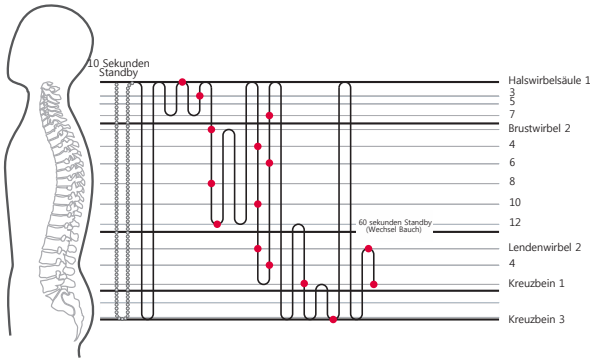 10 Sekunden
Standby
Halswirbelsäule 1
3
5
7
Brustwirbel 2
4
6
8
10
12
60 sekunden Standby
(Wechsel Bauch)
Lendenwirbel 2
4
Kreuzbein 1
Kreuzbein 3